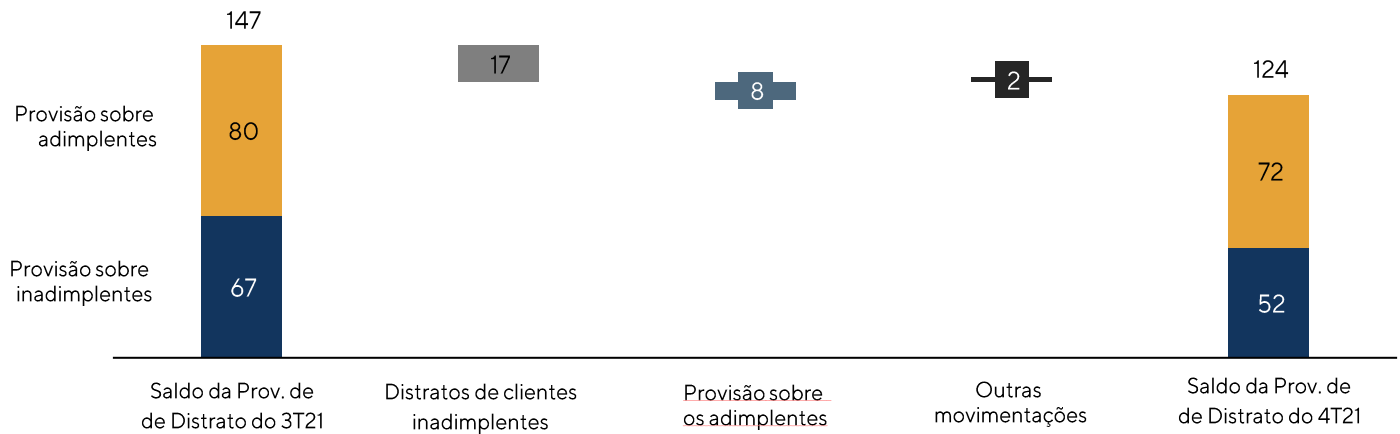 147
17
8
2
124
Provisão sobre
adimplentes
80
72
Provisão sobre
inadimplentes
67
52
Saldo da Prov. de
de Distrato do 3T21
Distratos de clientes
inadimplentes
Provisão sobre
os adimplentes
Outras
movimentações
Saldo da Prov. de
de Distrato do 4T21